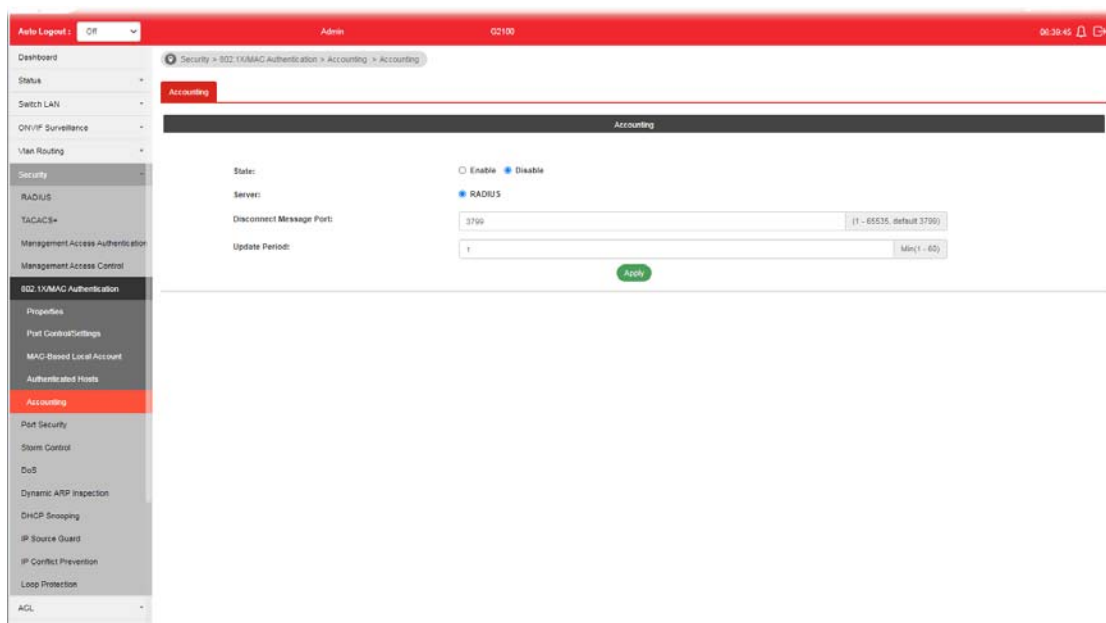 Auto Logout : Off
Admin
G2100
00:39:45
Dashboard
Status
Switch LAN
ONVIF Surveillance
Vlan Routing
Security
RADIUS
TACACS+
Management Access Authentication
Management Access Control
802.1X/MAC Authentication
Properties
Port Control/Settings
MAC-Based Local Account
Authenticated Hosts
Accounting
Port Security
Storm Control
DoS
Dynamic ARP Inspection
DHCP Snooping
IP Source Guard
IP Conflict Prevention
Loop Protection
ACL
Security > 802.1X/MAC Authentication > Accounting > Accounting
Accounting
Accounting
State: Enable Disable
Server: RADIUS
Disconnect Message Port: 3799 (1 - 65535, default 3799)
Update Period: 1 Min(1 - 60)
Apply